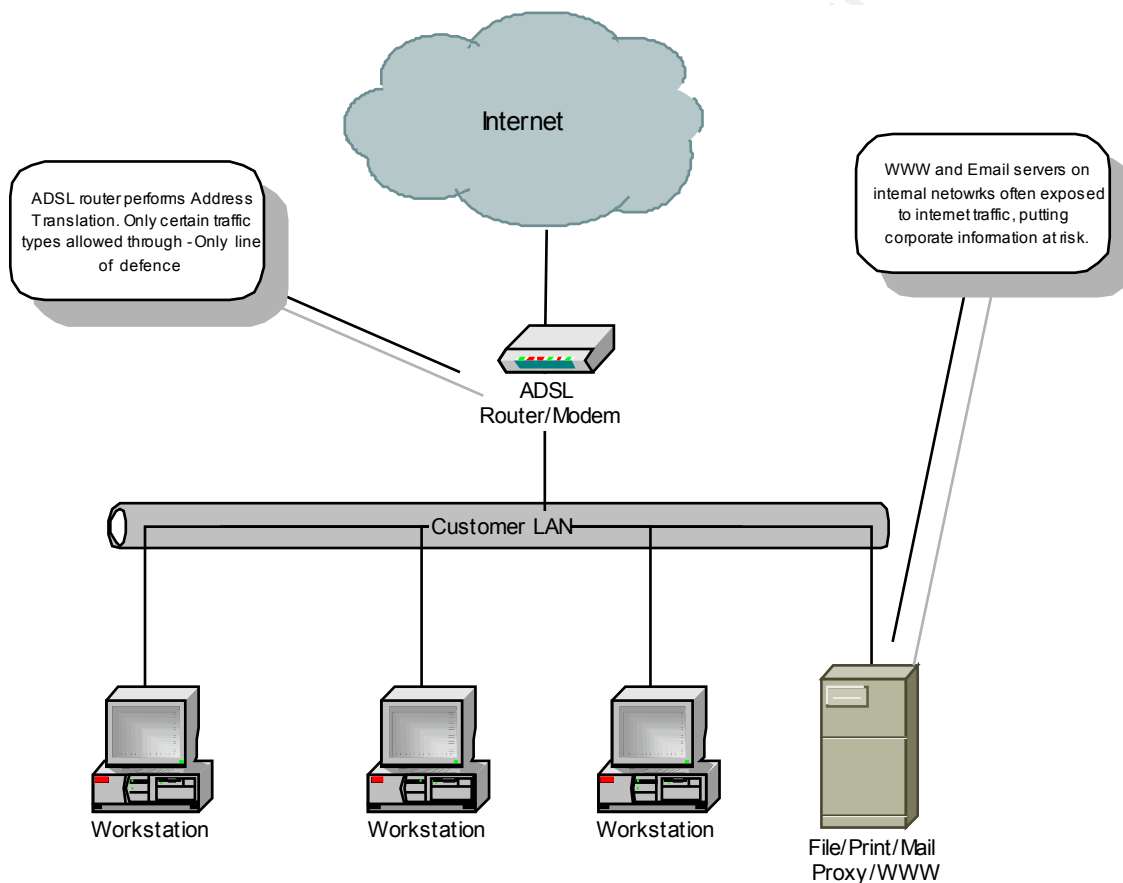 Internet
ADSL router performs Address
Translation. Only certain traffic
types allowed through - Only line
of defence
WWW and Email servers on
internal netowrks often exposed
to internet traffic, putting
corporate information at risk.
ADSL
Router/Modem
Customer LAN
Workstation
Workstation
Workstation
File/Print/Mail
Proxy/WWW